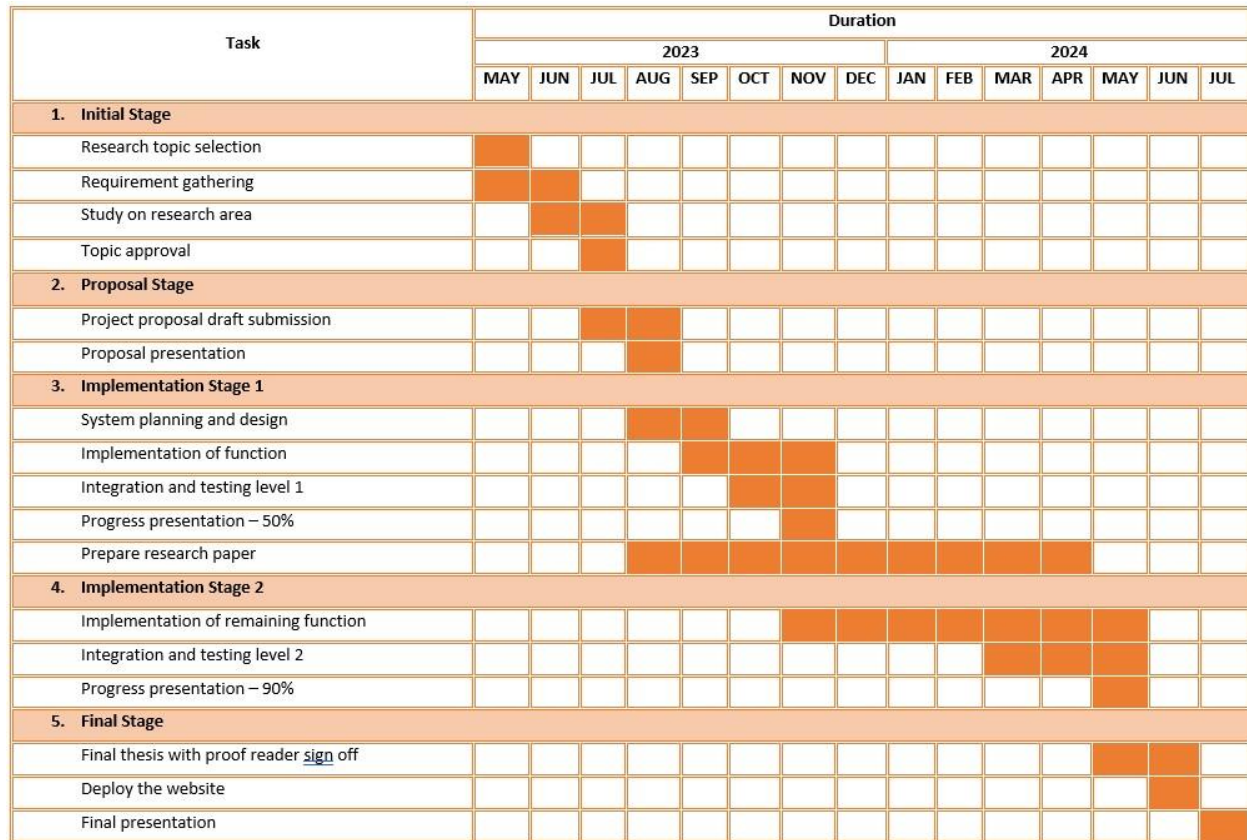 Task
Duration
2023
2024
MAY JUN JUL AUG SEP OCT NOV DEC JAN FEB MAR APR MAY JUN JUL
1. Initial Stage
Research topic selection
Requirement gathering
Study on research area
Topic approval
2. Proposal Stage
Project proposal draft submission
Proposal presentation
3. Implementation Stage 1
System planning and design
Implementation of function
Integration and testing level 1
Progress presentation – 50%
Prepare research paper
4. Implementation Stage 2
Implementation of remaining function
Integration and testing level 2
Progress presentation – 90%
5. Final Stage
Final thesis with proof reader sign off
Deploy the website
Final presentation